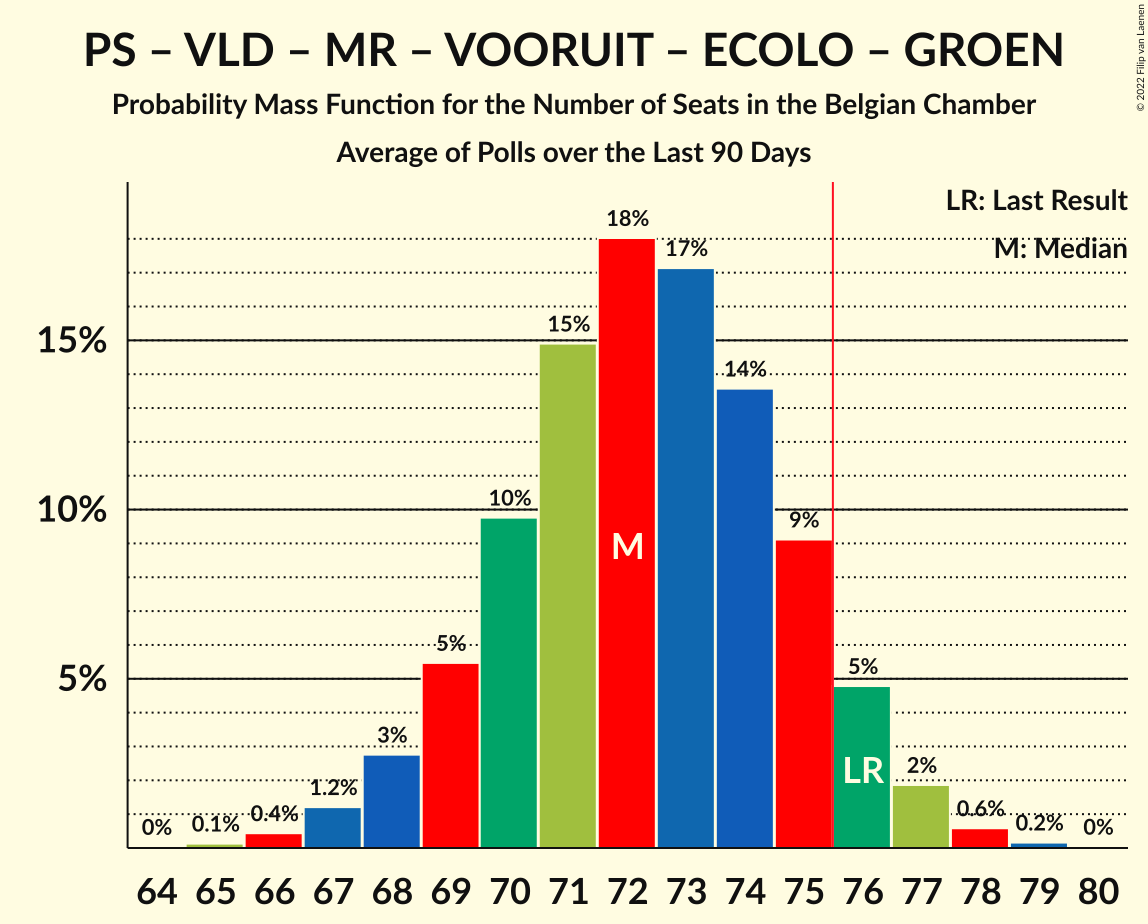 PS – VLD – MR – VOORUIT – ECOLO – GROEN
Probability Mass Function for the Number of Seats in the Belgian Chamber
Average of Polls over the Last 90 Days
© 2022 Filip van Laenen
LR: Last Result
M: Median
15%
10%
5%
0%
0.1%
0.4%
1.2%
3%
5%
10%
15%
18%
17%
14%
9%
5%
2%
0.6%
0.2%
0%
M
LR
64 65 66 67 68 69 70 71 72 73 74 75 76 77 78 79 80